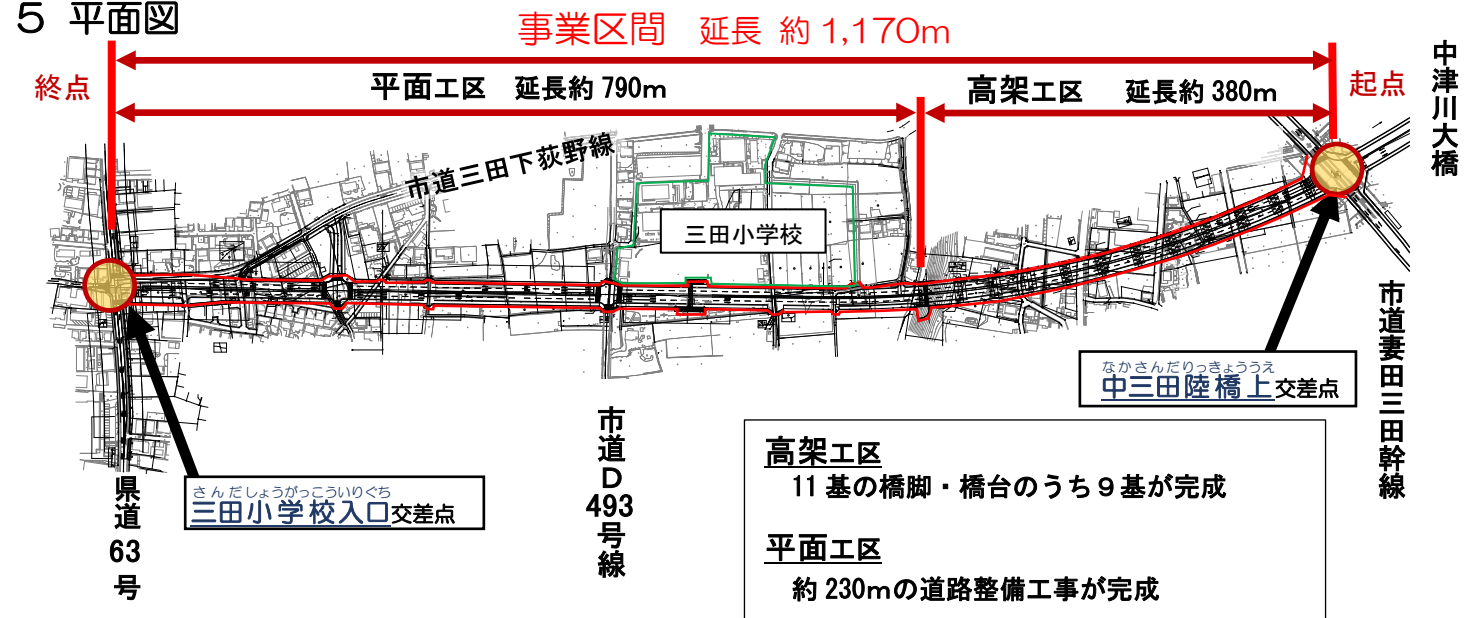 5 平面図
事業区間 延長 約1,170m
終点
平面工区 延長約790m
高架工区 延長約380m
起点
中津川大橋
市道三田下荻野線
三田小学校
市道妻田三田幹線
なかさんだりっきょううえ
中三田陸橋上交差点
さんだしょうがっこういりぐち
三田小学校入口交差点
県道63号
市道D493号線
高架工区
11基の橋脚・橋台のうち9基が完成
平面工区
約230mの道路整備工事が完成